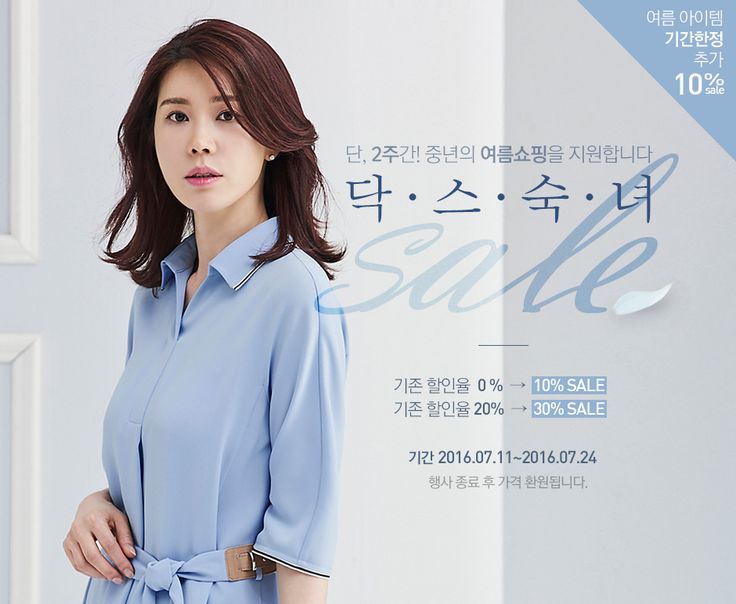 여름 아이템
기간한정
추가
10%
sale
단, 2주간! 중년의 여름쇼핑을 지원합니다
닥·스·숙·녀
sale
기존 할인율 0% → 10% SALE
기존 할인율 20% → 30% SALE
기간 2016.07.11~2016.07.24
행사 종료 후 가격 환원됩니다.